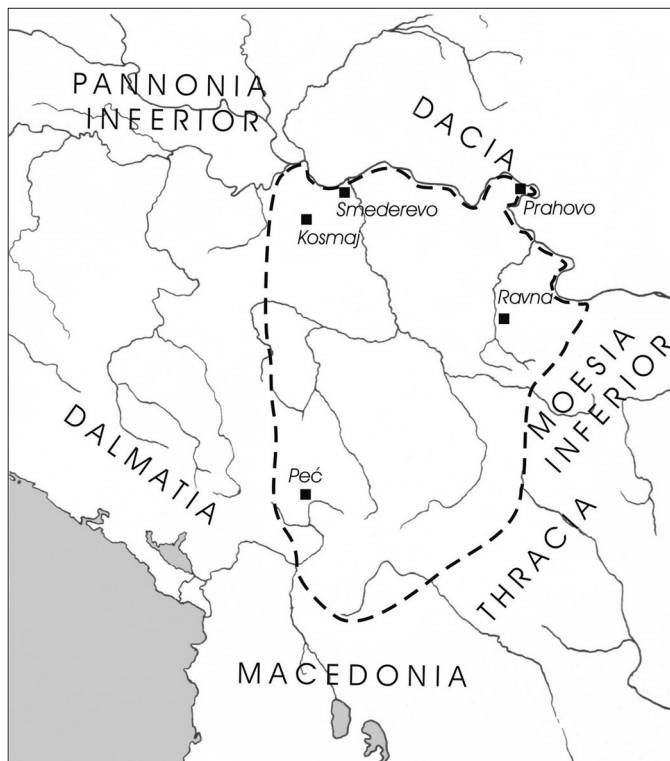 PANNONIA
INFERIOR
DACIA
Smederevo
Prahovo
Kosmaj
Ravna
MOESIA
INFERIOR
DALMATIA
Peć
THRACIA
MACEDONIA